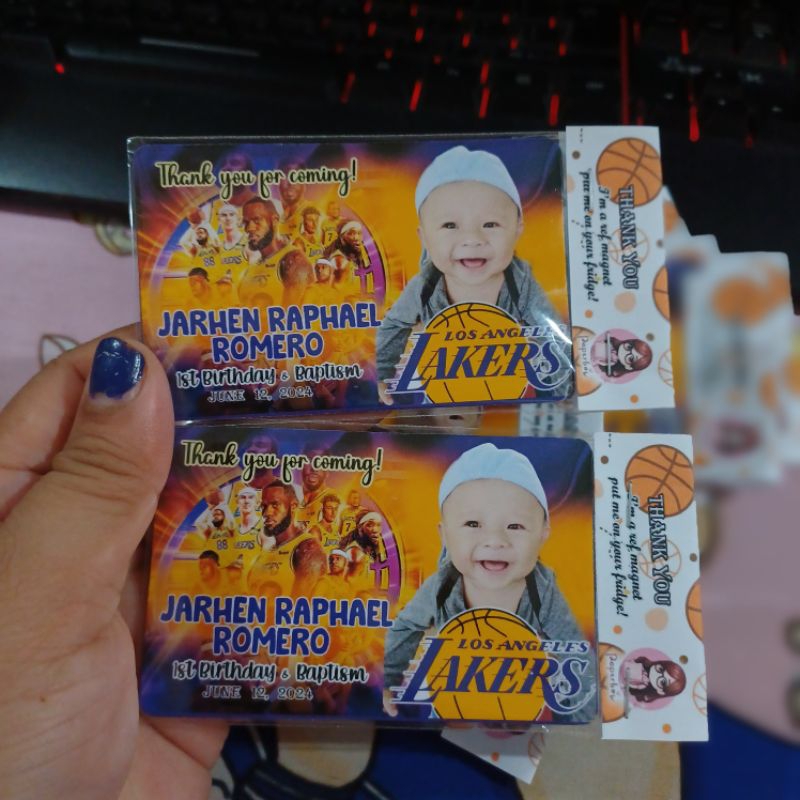 Thank you for coming!
JARHEN RAPHAEL
ROMERO
1st Birthday & Baptism
JUNE 12, 2024
LOS ANGELES
LAKERS
THANK YOU
I'm a ref magnet
put me on your fridge!
Thank you for coming!
JARHEN RAPHAEL
ROMERO
1st Birthday & Baptism
JUNE 12, 2024
LOS ANGELES
LAKERS
THANK YOU
I'm a ref magnet
put me on your fridge!